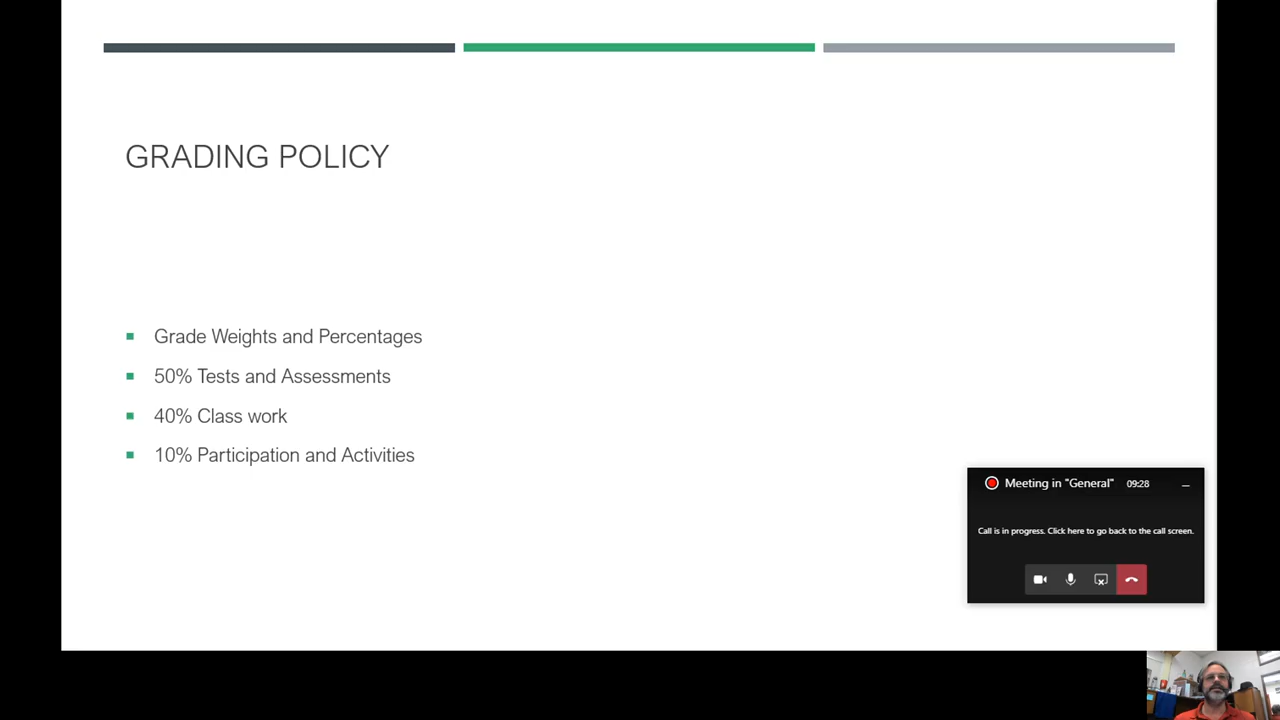 GRADING POLICY
Grade Weights and Percentages
50% Tests and Assessments
40% Class work
10% Participation and Activities
Meeting in "General" 09:28
Call is in progress. Click here to go back to the call screen.